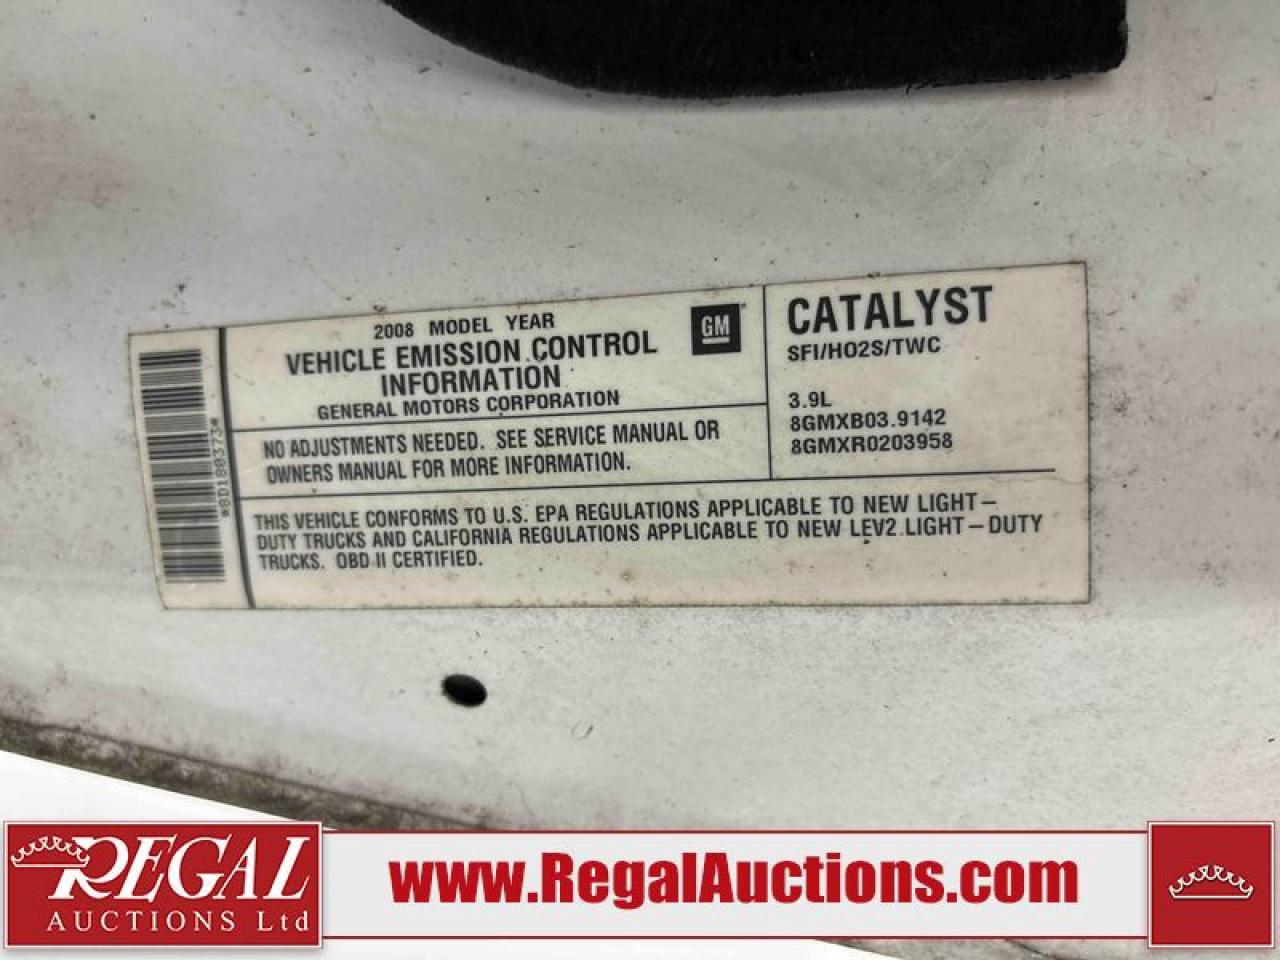 2008 MODEL YEAR
VEHICLE EMISSION CONTROL
INFORMATION
GENERAL MOTORS CORPORATION
GM
NO ADJUSTMENTS NEEDED. SEE SERVICE MANUAL OR
OWNERS MANUAL FOR MORE INFORMATION.
CATALYST
SFI/HO2S/TWC
3.9L
8GMXB03.9142
8GMXR0203958
THIS VEHICLE CONFORMS TO U.S. EPA REGULATIONS APPLICABLE TO NEW LIGHT-
DUTY TRUCKS AND CALIFORNIA REGULATIONS APPLICABLE TO NEW LEV2 LIGHT-DUTY
TRUCKS. OBD II CERTIFIED.
*8D180373*
REGAL
AUCTIONS Ltd
www.RegalAuctions.com